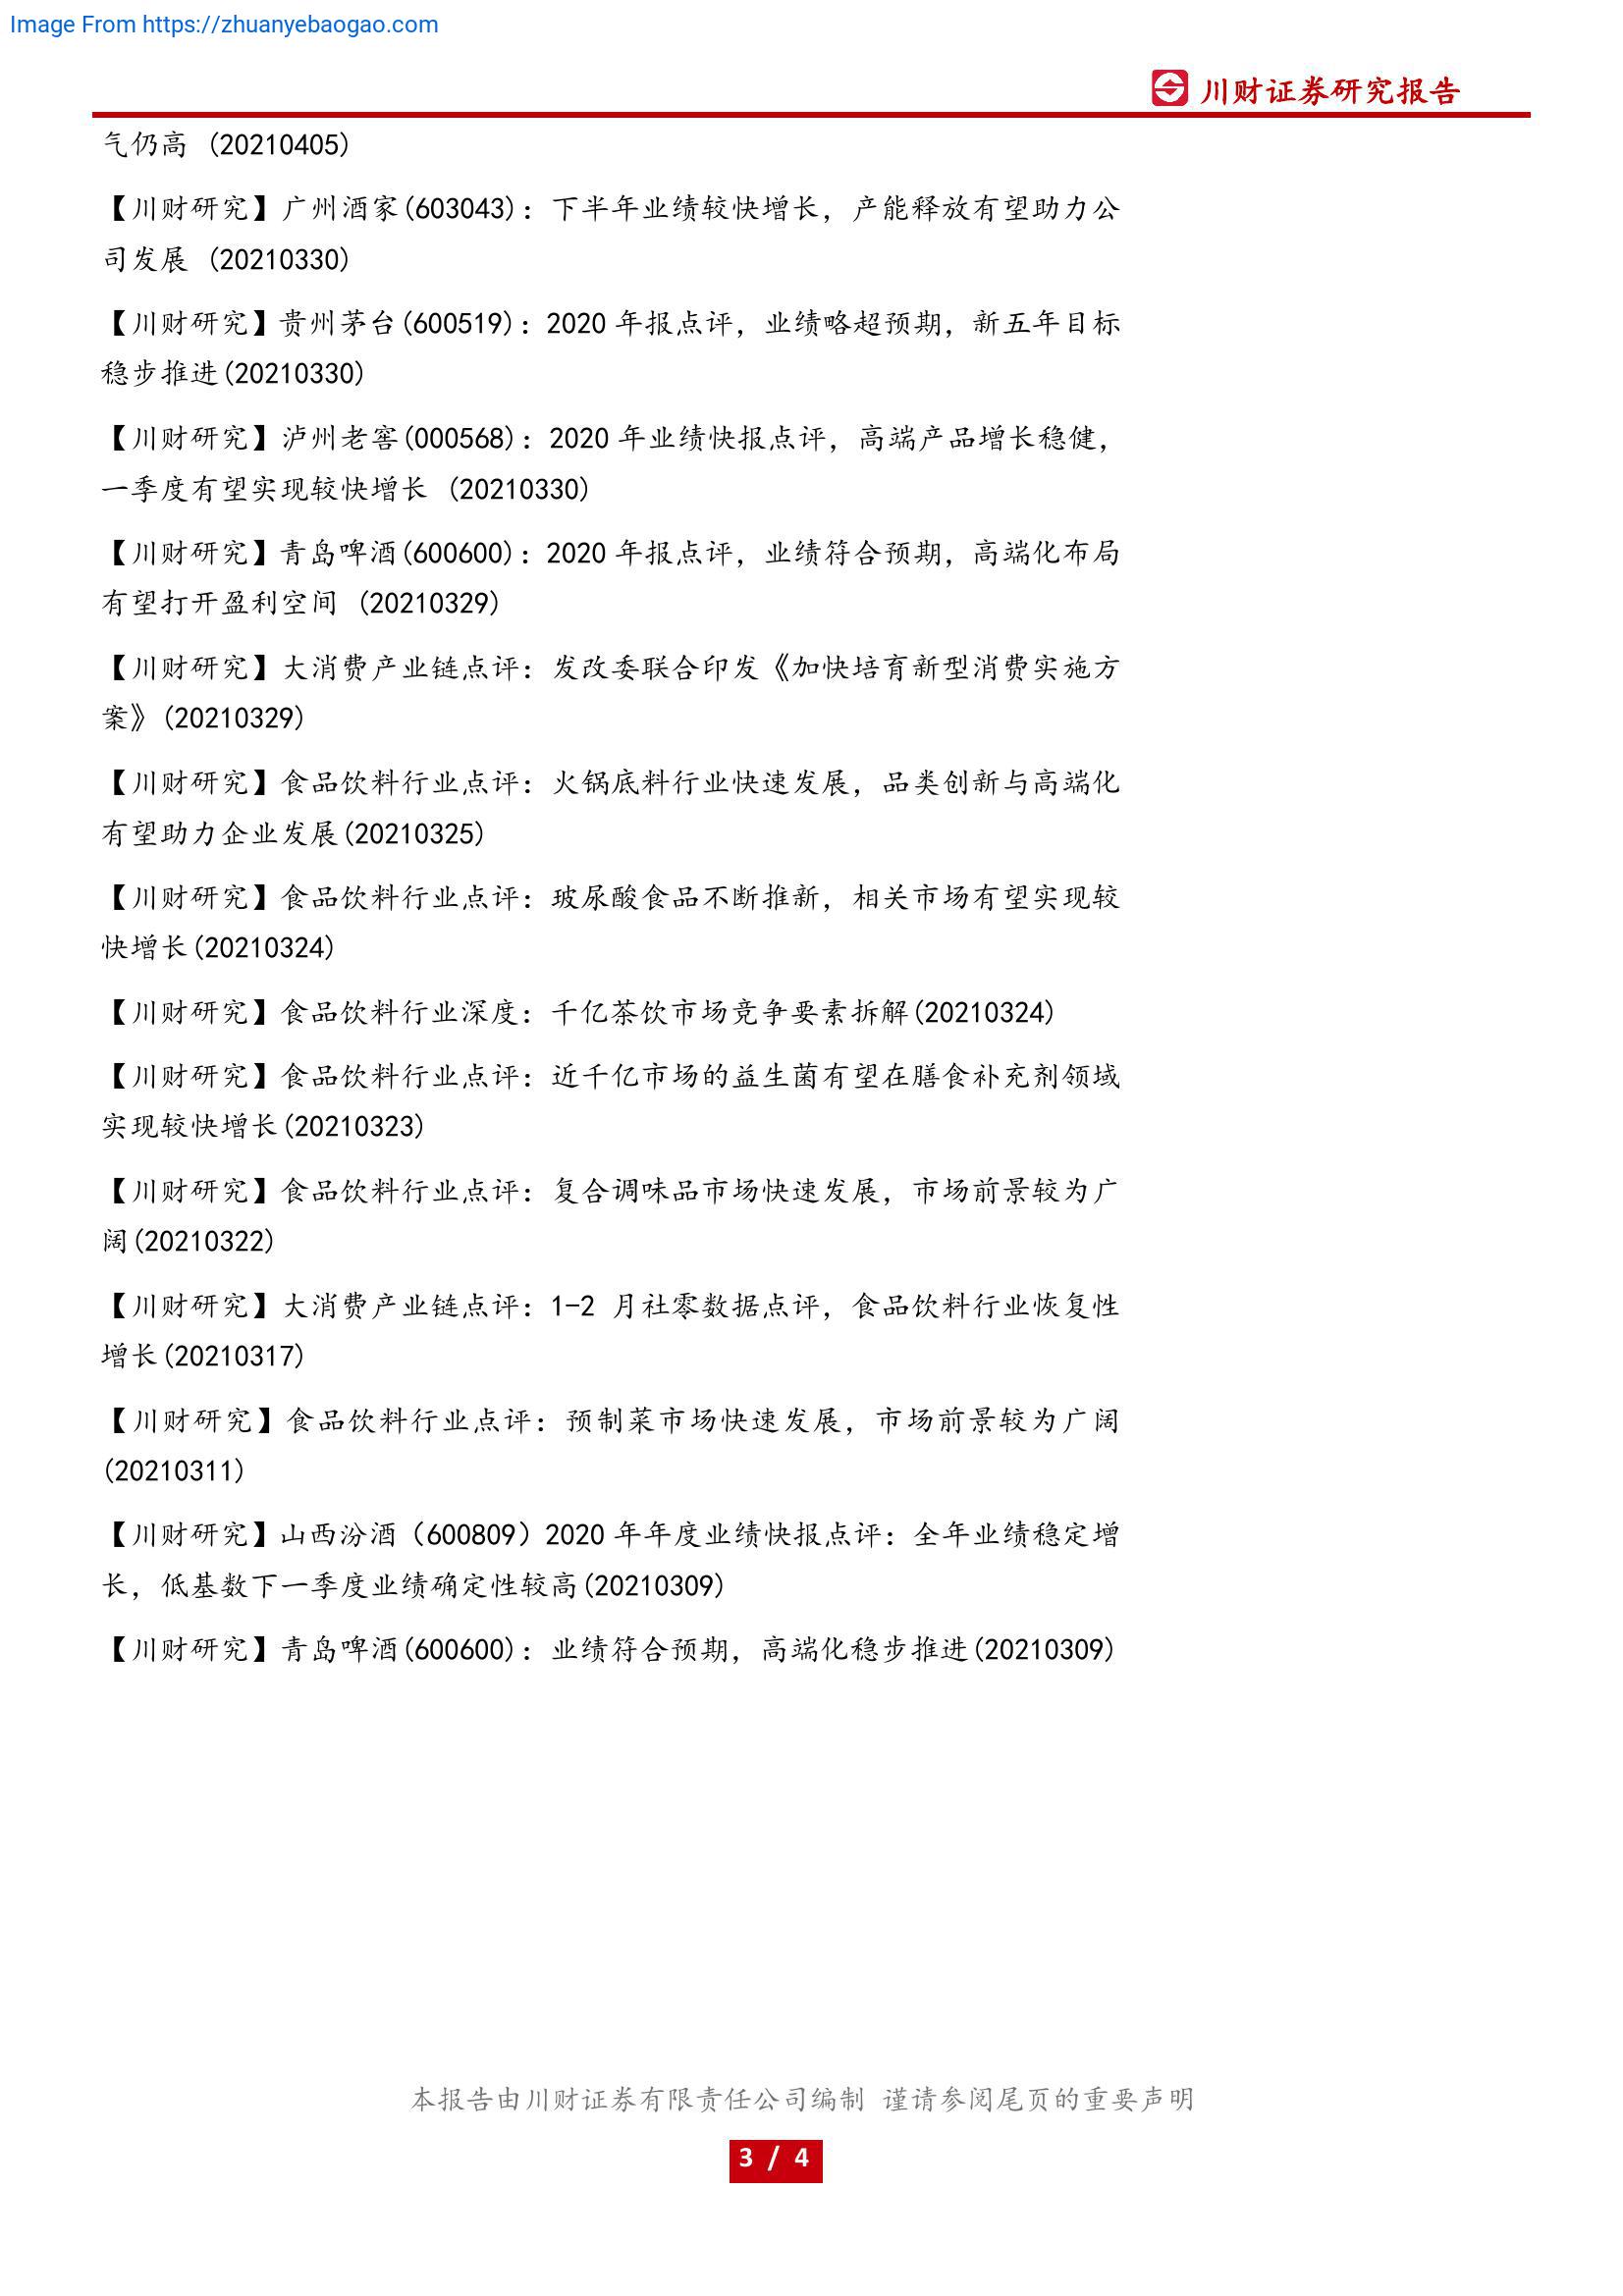 Image From https://zhuanyebaogao.com
川财证券研究报告
气仍高 (20210405)
【川财研究】广州酒家(603043)：下半年业绩较快增长，产能释放有望助力公
司发展 (20210330)
【川财研究】贵州茅台(600519)：2020 年报点评，业绩略超预期，新五年目标
稳步推进(20210330)
【川财研究】泸州老窖(000568)：2020 年业绩快报点评，高端产品增长稳健，
一季度有望实现较快增长 (20210330)
【川财研究】青岛啤酒(600600)：2020 年报点评，业绩符合预期，高端化布局
有望打开盈利空间 (20210329)
【川财研究】大消费产业链点评：发改委联合印发《加快培育新型消费实施方
案》(20210329)
【川财研究】食品饮料行业点评：火锅底料行业快速发展，品类创新与高端化
有望助力企业发展(20210325)
【川财研究】食品饮料行业点评：玻尿酸食品不断推新，相关市场有望实现较
快增长(20210324)
【川财研究】食品饮料行业深度：千亿茶饮市场竞争要素拆解(20210324)
【川财研究】食品饮料行业点评：近千亿市场的益生菌有望在膳食补充剂领域
实现较快增长(20210323)
【川财研究】食品饮料行业点评：复合调味品市场快速发展，市场前景较为广
阔(20210322)
【川财研究】大消费产业链点评：1-2 月社零数据点评，食品饮料行业恢复性
增长(20210317)
【川财研究】食品饮料行业点评：预制菜市场快速发展，市场前景较为广阔
(20210311)
【川财研究】山西汾酒（600809）2020 年年度业绩快报点评：全年业绩稳定增
长，低基数下一季度业绩确定性较高(20210309)
【川财研究】青岛啤酒(600600)：业绩符合预期，高端化稳步推进(20210309)
本报告由川财证券有限责任公司编制 谨请参阅尾页的重要声明
3 / 4